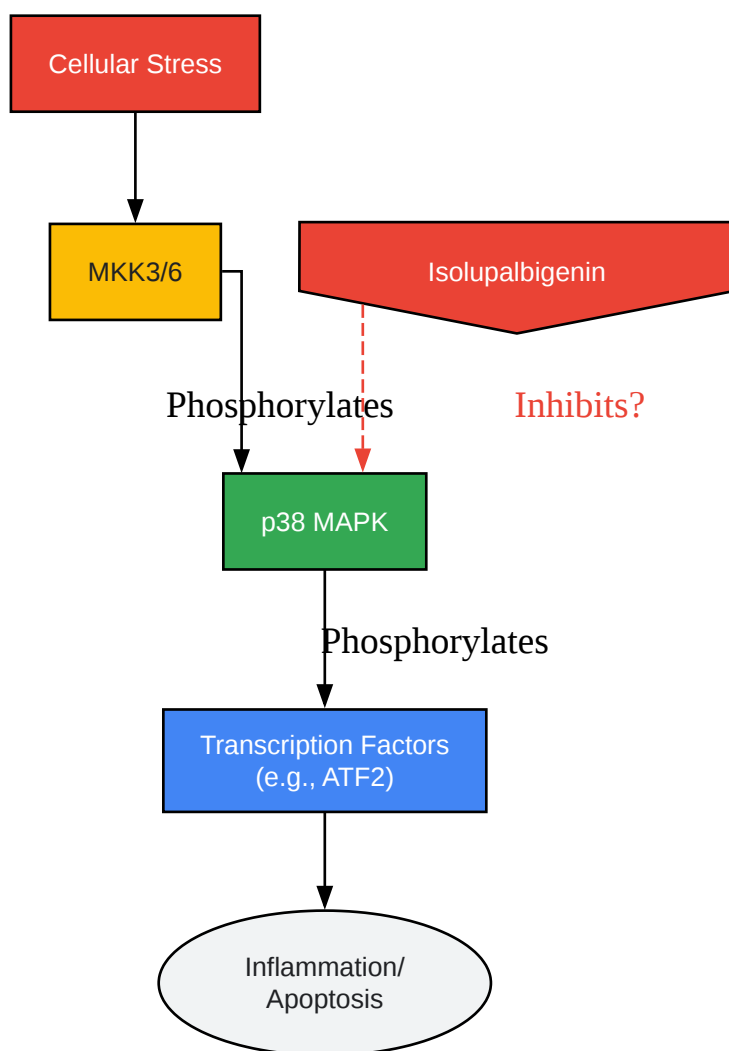 Cellular Stress
MKK3/6
Isolupalbigenin
Phosphorylates
Inhibits?
p38 MAPK
Phosphorylates
Transcription Factors
(e.g., ATF2)
Inflammation/
Apoptosis